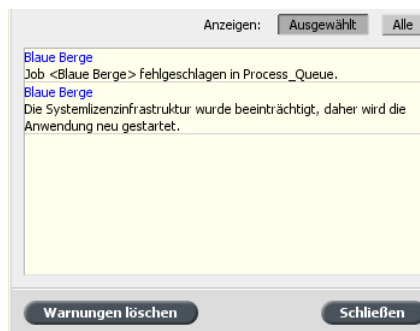 Anzeigen: Ausgewählt Alle
Blaue Berge
Job <Blaue Berge> fehlgeschlagen in Process_Queue.
Blaue Berge
Die Systemlizenzinfrastruktur wurde beeinträchtigt, daher wird die
Anwendung neu gestartet.
Warnungen löschen Schließen